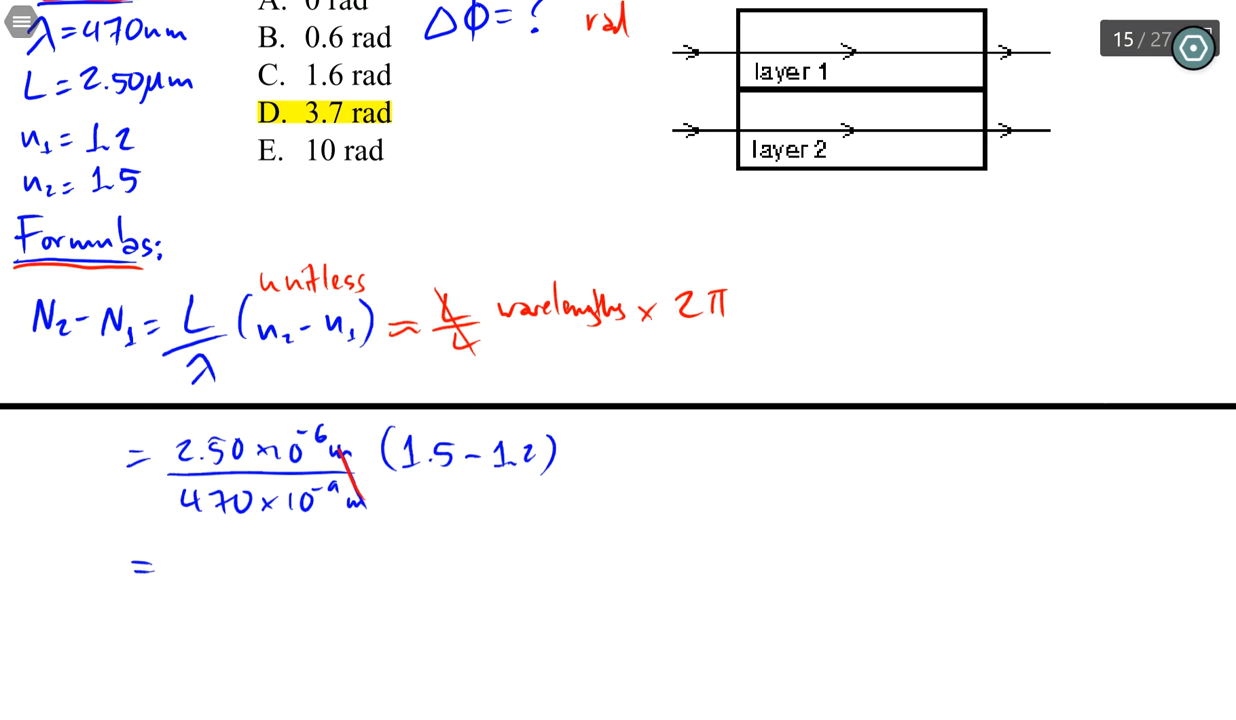 A. 0 rad
λ = 470nm
B. 0.6 rad
ΔΦ = ? rad
15 / 27
L = 2.50μm
C. 1.6 rad
layer 1
D. 3.7 rad
n₁ = 1.2
E. 10 rad
layer 2
n₂ = 1.5
Formulas:
unitless
N₂ - N₁ = L/λ (n₂ - n₁) ≈ wavelengths × 2π
= 2.50 × 10⁻⁶ m / 470 × 10⁻⁹ m (1.5 - 1.2)
=